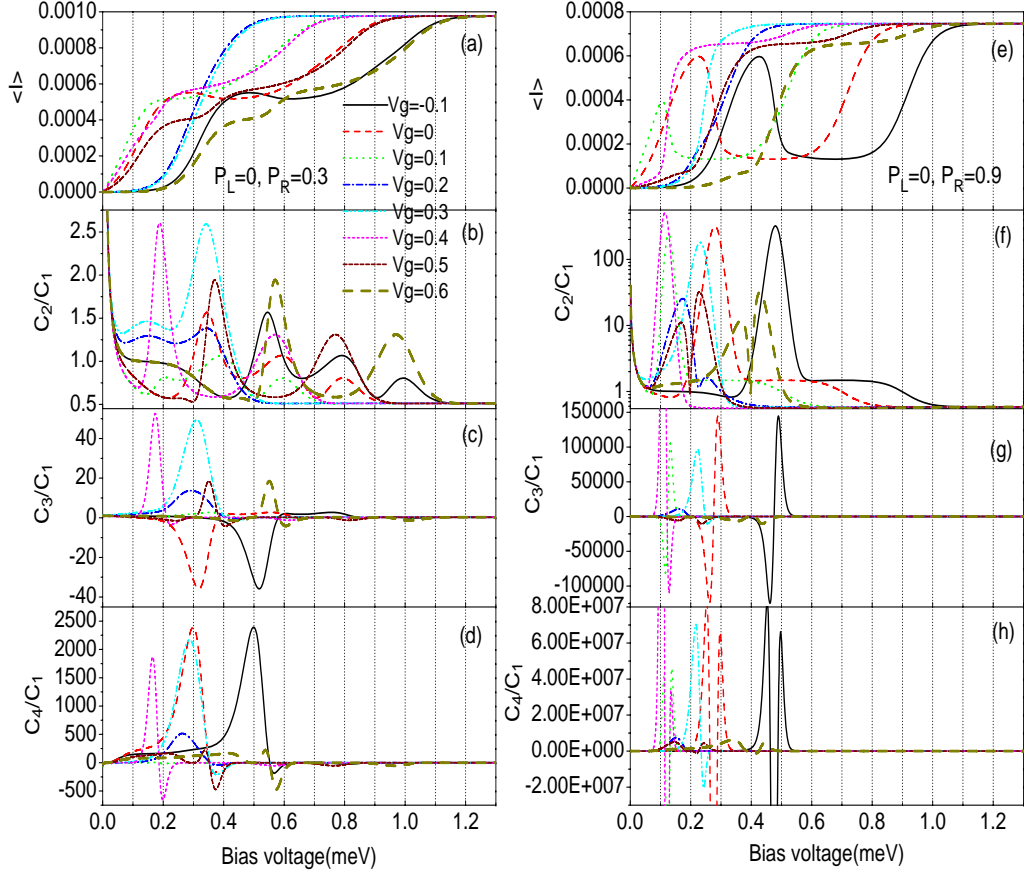 0.0010
0.0008
0.0006
0.0004
0.0002
0.0000
<I>
(a)
P_L=0, P_R=0.3
Vg=-0.1
Vg=0
Vg=0.1
Vg=0.2
Vg=0.3
Vg=0.4
Vg=0.5
Vg=0.6
2.5
2.0
1.5
1.0
0.5
C_2/C_1
(b)
40
20
0
-20
-40
C_3/C_1
(c)
2500
2000
1500
1000
500
0
-500
C_4/C_1
(d)
0.0 0.2 0.4 0.6 0.8 1.0 1.2
Bias voltage(meV)
0.0008
0.0006
0.0004
0.0002
0.0000
<I>
(e)
P_L=0, P_R=0.9
100
10
1
C_2/C_1
(f)
150000
100000
50000
0
-50000
-100000
C_3/C_1
(g)
8.00E+007
6.00E+007
4.00E+007
2.00E+007
0.00E+000
-2.00E+007
C_4/C_1
(h)
0.0 0.2 0.4 0.6 0.8 1.0 1.2
Bias voltage(meV)